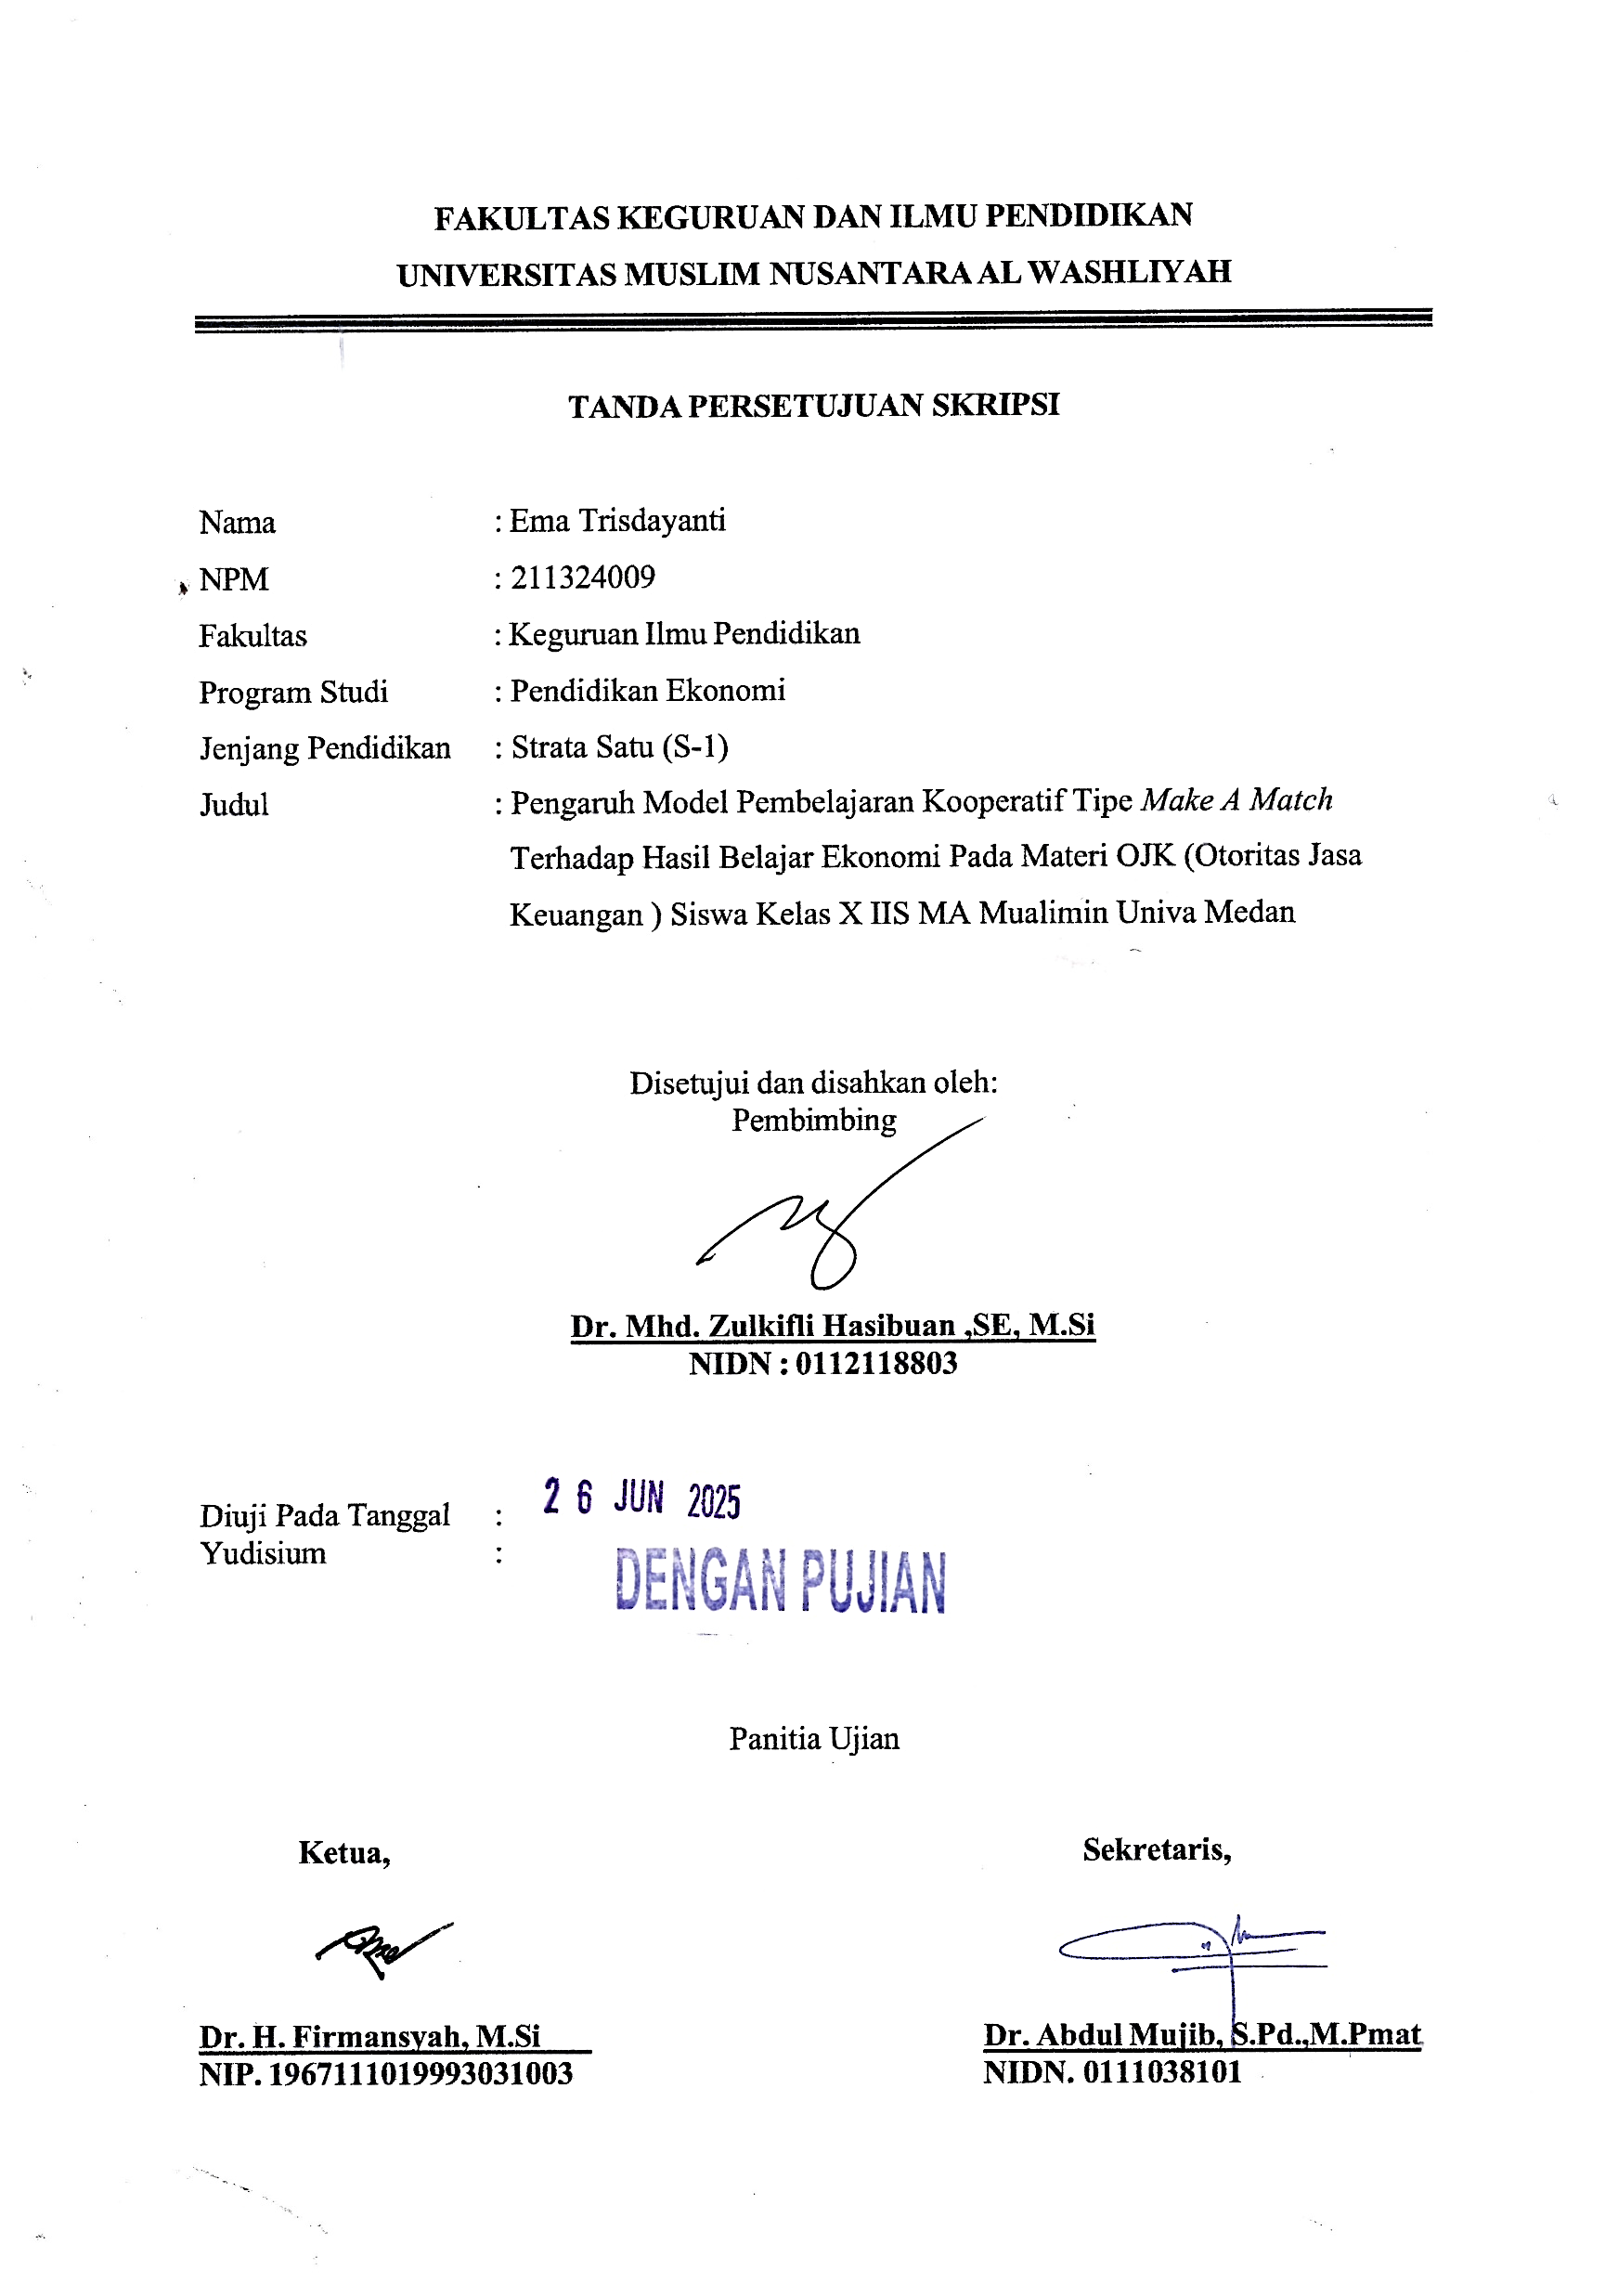 FAKULTAS KEGURUAN DAN ILMU PENDIDIKAN
UNIVERSITAS MUSLIM NUSANTARA AL WASHLIYAH
TANDA PERSETUJUAN SKRIPSI
Nama : Ema Trisdayanti
NPM : 211324009
Fakultas : Keguruan Ilmu Pendidikan
Program Studi : Pendidikan Ekonomi
Jenjang Pendidikan : Strata Satu (S-1)
Judul : Pengaruh Model Pembelajaran Kooperatif Tipe Make A Match
Terhadap Hasil Belajar Ekonomi Pada Materi OJK (Otoritas Jasa
Keuangan ) Siswa Kelas X IIS MA Mualimin Univa Medan
Disetujui dan disahkan oleh:
Pembimbing
Dr. Mhd. Zulkifli Hasibuan ,SE, M.Si
NIDN : 0112118803
Diuji Pada Tanggal : 26 JUN 2025
Yudisium : DENGAN PUJIAN
Panitia Ujian
Ketua, Sekretaris,
Dr. H. Firmansyah, M.Si Dr. Abdul Mujib, S.Pd.,M.Pmat
NIP. 1967111019993031003 NIDN. 0111038101